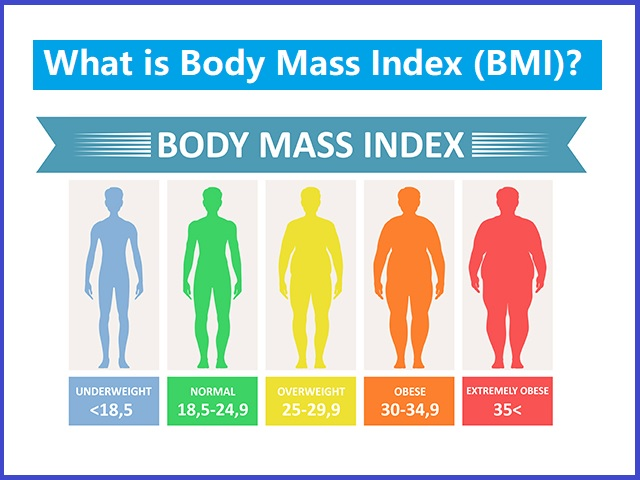 What is Body Mass Index (BMI)?
BODY MASS INDEX
UNDERWEIGHT
<18,5
NORMAL
18,5-24,9
OVERWEIGHT
25-29,9
OBESE
30-34,9
EXTREMELY OBESE
35<